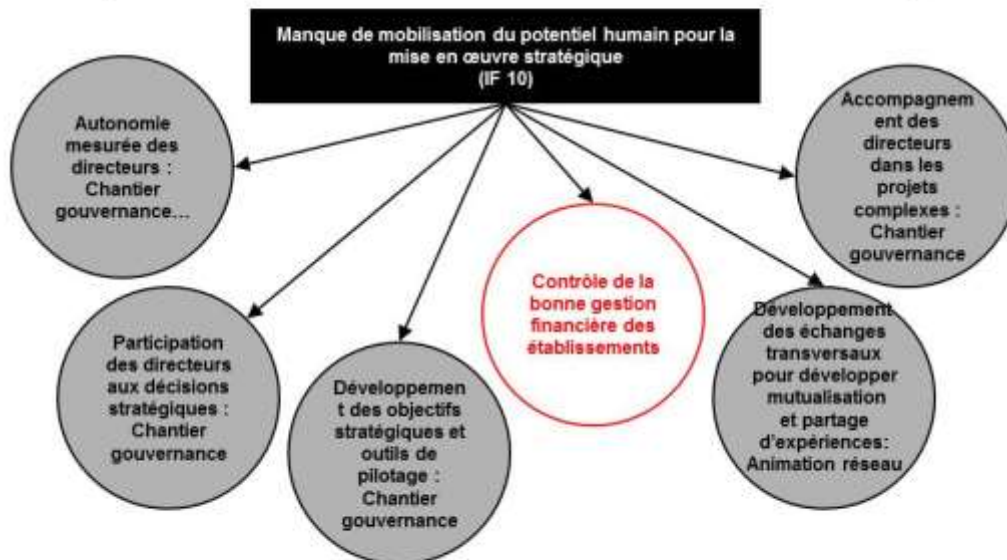 Manque de mobilisation du potentiel humain pour la
mise en œuvre stratégique
(IF 10)
Autonomie
mesurée des
directeurs :
Chantier
gouvernance…
Participation
des directeurs
aux décisions
stratégiques :
Chantier
gouvernance
Développemen
t des objectifs
stratégiques et
outils de
pilotage :
Chantier
gouvernance
Contrôle de la
bonne gestion
financière des
établissements
Développement
des échanges
transversaux
pour développer
mutualisation
et partage
d’expériences:
Animation réseau
Accompagnem
ent des
directeurs
dans les
projets
complexes :
Chantier
gouvernance